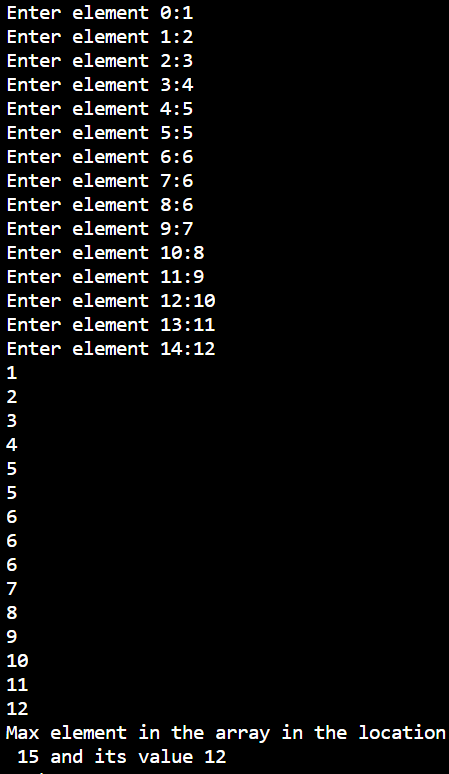 Enter element 0:1
Enter element 1:2
Enter element 2:3
Enter element 3:4
Enter element 4:5
Enter element 5:5
Enter element 6:6
Enter element 7:6
Enter element 8:6
Enter element 9:7
Enter element 10:8
Enter element 11:9
Enter element 12:10
Enter element 13:11
Enter element 14:12
1
2
3
4
5
5
6
6
6
7
8
9
10
11
12
Max element in the array in the location
 15 and its value 12